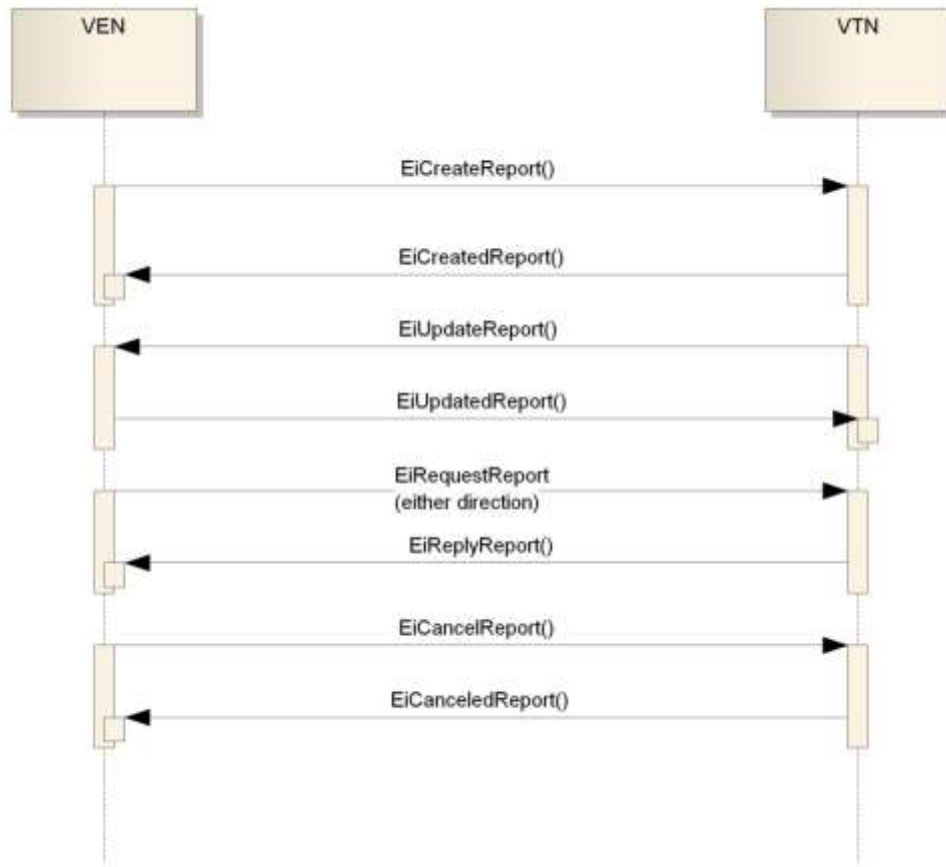 VEN
VTN
EiCreateReport()
EiCreatedReport()
EiUpdateReport()
EiUpdatedReport()
EiRequestReport
(either direction)
EiReplyReport()
EiCancelReport()
EiCanceledReport()